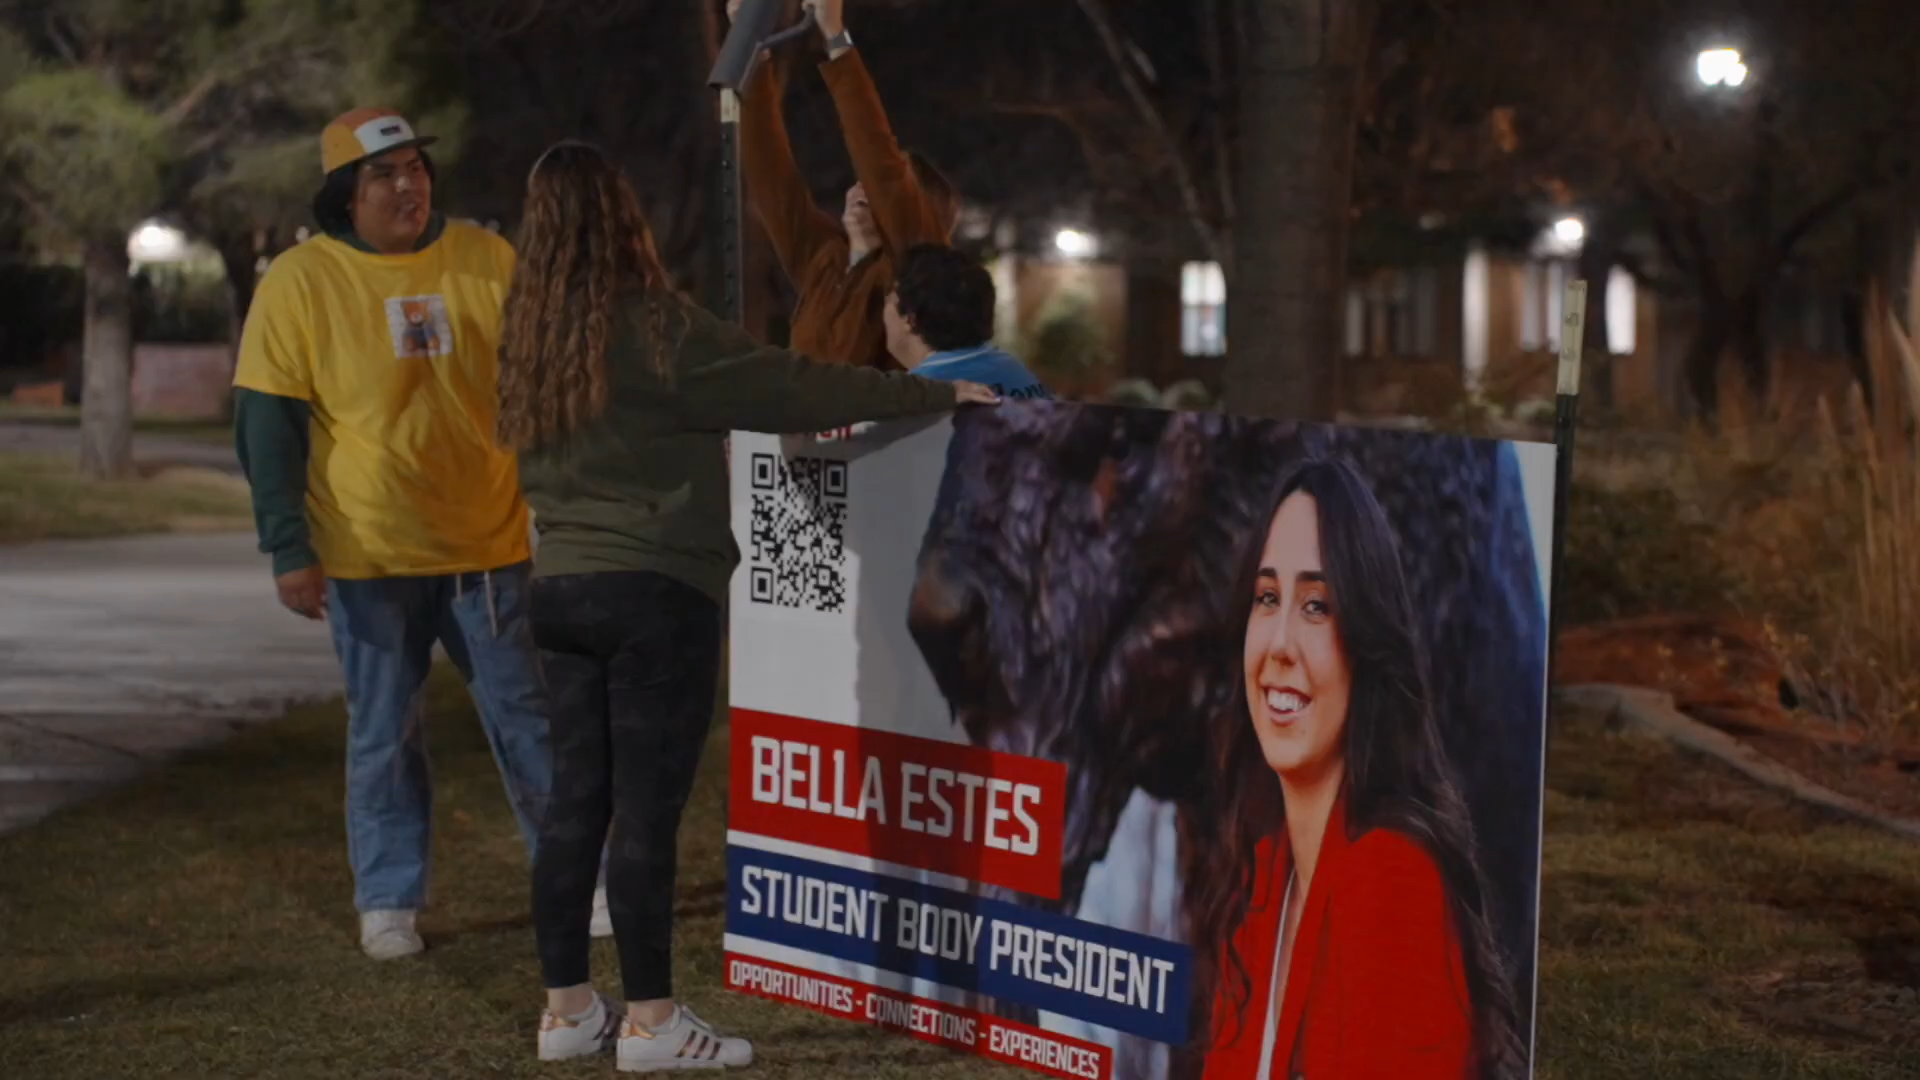 BELLA ESTES
STUDENT BODY PRESIDENT
OPPORTUNITIES - CONNECTIONS - EXPERIENCES